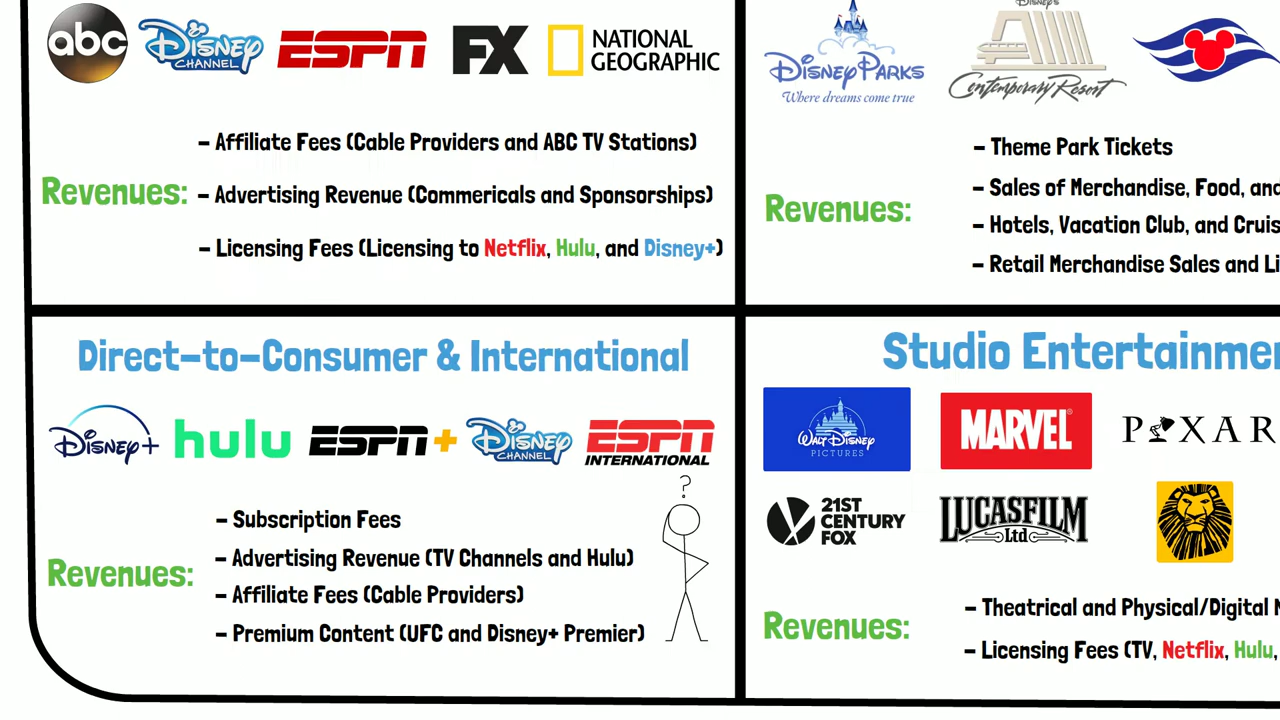 abc
Disney CHANNEL
ESPN
FX
NATIONAL GEOGRAPHIC
Revenues:
– Affiliate Fees (Cable Providers and ABC TV Stations)
– Advertising Revenue (Commericals and Sponsorships)
– Licensing Fees (Licensing to Netflix, Hulu, and Disney+)
Disney PARKS
Where dreams come true
Disney's
Contemporary Resort
Revenues:
– Theme Park Tickets
– Sales of Merchandise, Food, and
– Hotels, Vacation Club, and Cruis
– Retail Merchandise Sales and Li
Direct-to-Consumer & International
Disney+
hulu
ESPN+
Disney CHANNEL
ESPN
INTERNATIONAL
?
Revenues:
– Subscription Fees
– Advertising Revenue (TV Channels and Hulu)
– Affiliate Fees (Cable Providers)
– Premium Content (UFC and Disney+ Premier)
Studio Entertainme
WALT DISNEY
PICTURES
MARVEL
PIXAR
21ST
CENTURY
FOX
LUCASFILM
Ltd
Revenues:
– Theatrical and Physical/Digital
– Licensing Fees (TV, Netflix, Hulu,